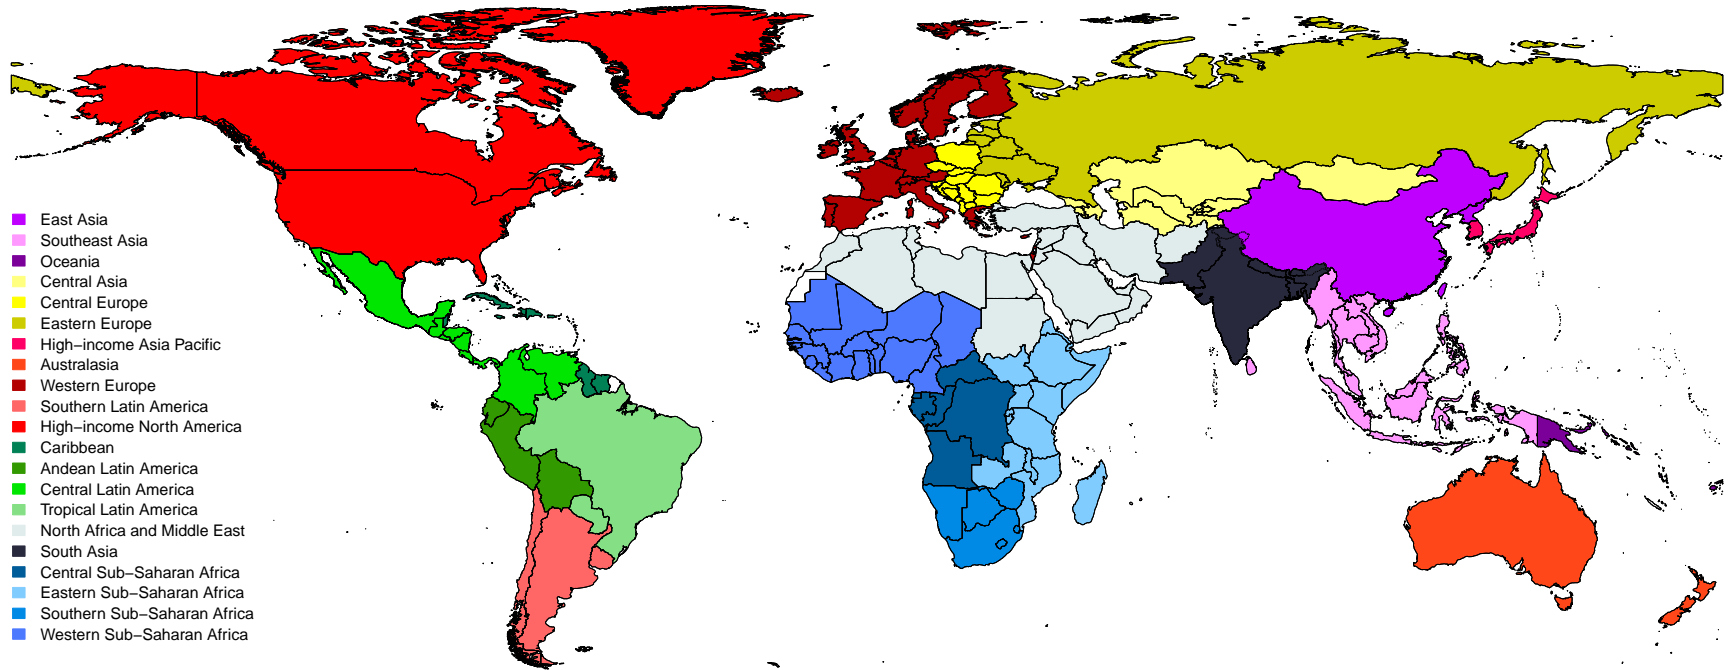 East Asia
Southeast Asia
Oceania
Central Asia
Central Europe
Eastern Europe
High−income Asia Pacific
Australasia
Western Europe
Southern Latin America
High−income North America
Caribbean
Andean Latin America
Central Latin America
Tropical Latin America
North Africa and Middle East
South Asia
Central Sub−Saharan Africa
Eastern Sub−Saharan Africa
Southern Sub−Saharan Africa
Western Sub−Saharan Africa